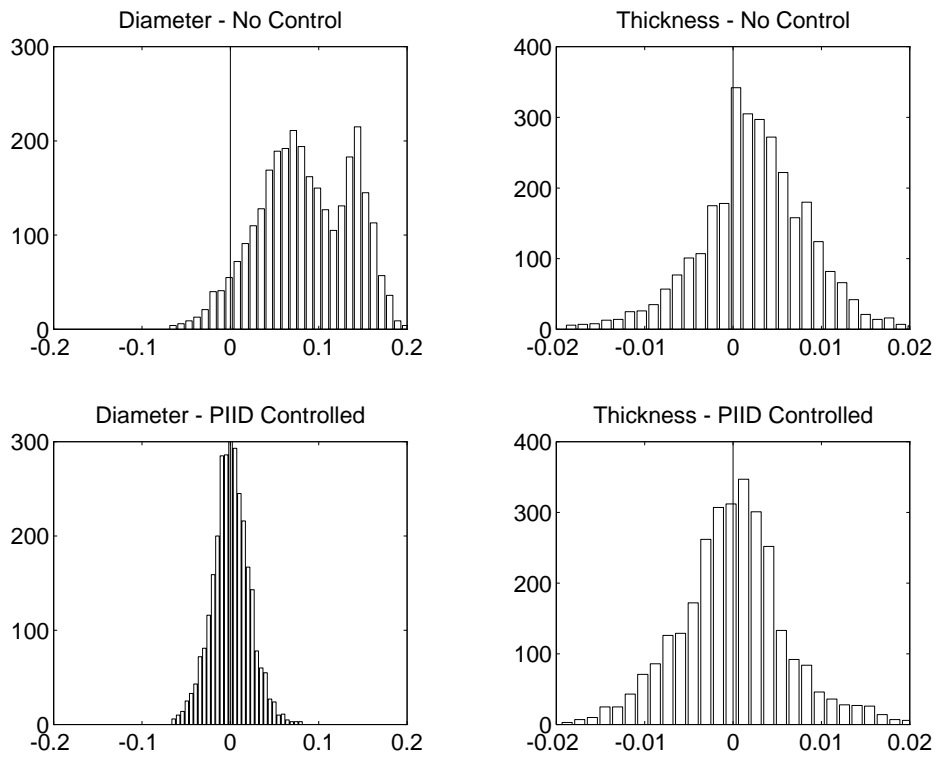 Diameter - No Control
300
200
100
0
-0.2 -0.1 0 0.1 0.2
Thickness - No Control
400
300
200
100
0
-0.02 -0.01 0 0.01 0.02
Diameter - PIID Controlled
300
200
100
0
-0.2 -0.1 0 0.1 0.2
Thickness - PIID Controlled
400
300
200
100
0
-0.02 -0.01 0 0.01 0.02